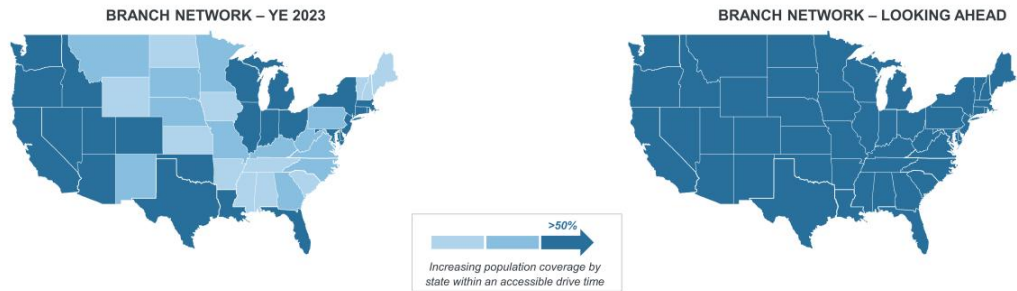 BRANCH NETWORK – YE 2023
BRANCH NETWORK – LOOKING AHEAD
>50%
Increasing population coverage by
state within an accessible drive time